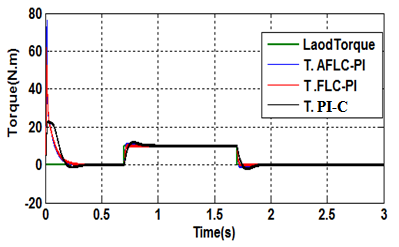 80
60
40
20
0
-20
Torque(N.m)
LaodTorque
T. AFLC-PI
T .FLC-PI
T. PI-C
0 0.5 1 1.5 2 2.5 3
Time(s)